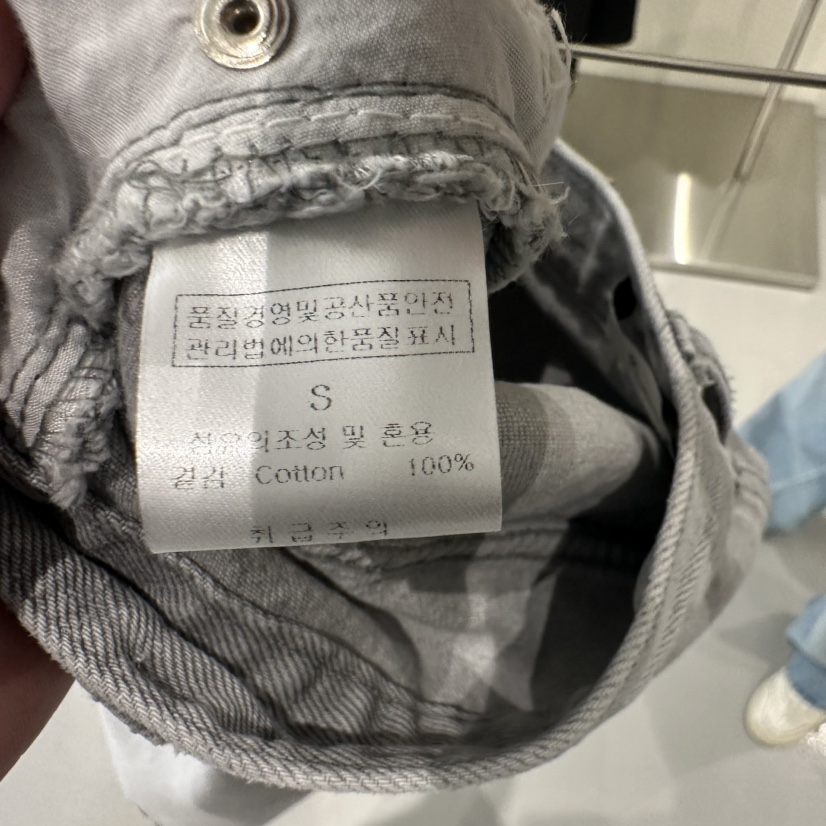 품질경영및공산품안전
관리법에의한품질표시
S
섬유의조성 및 혼용
겉감 Cotton 100%
취급주의